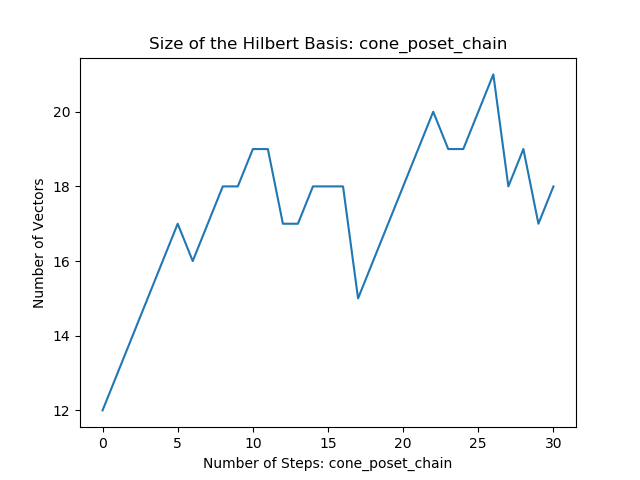 Size of the Hilbert Basis: cone_poset_chain
Number of Vectors
20
18
16
14
12
0 5 10 15 20 25 30
Number of Steps: cone_poset_chain